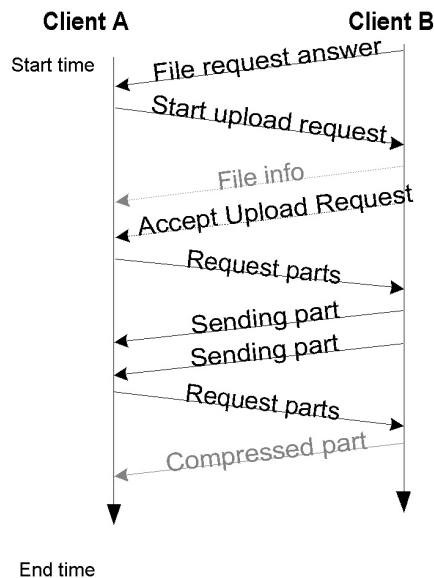 Client A
Client B
Start time
File request answer
Start upload request
File info
Accept Upload Request
Request parts
Sending part
Sending part
Request parts
Compressed part
End time